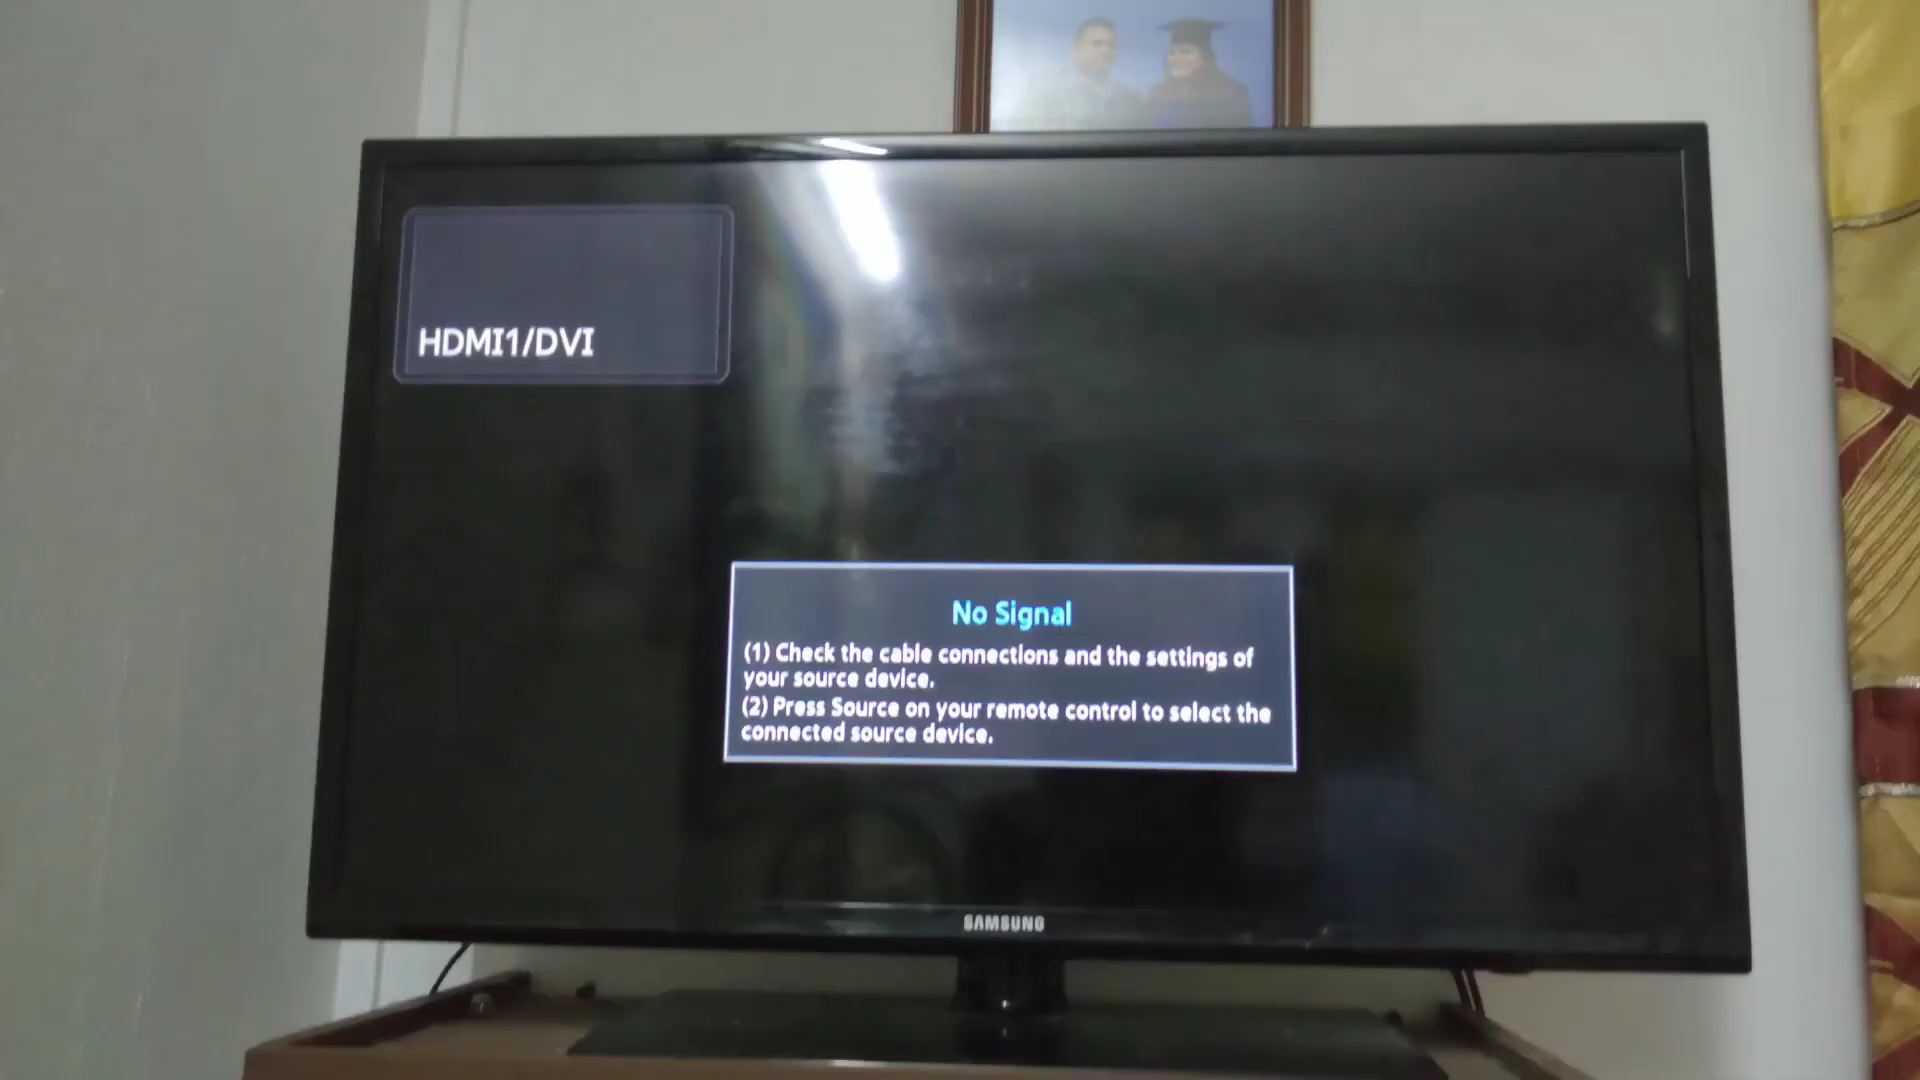 HDMI1/DVI
No Signal
(1) Check the cable connections and the settings of
your source device.
(2) Press Source on your remote control to select the
connected source device.
SAMSUNG